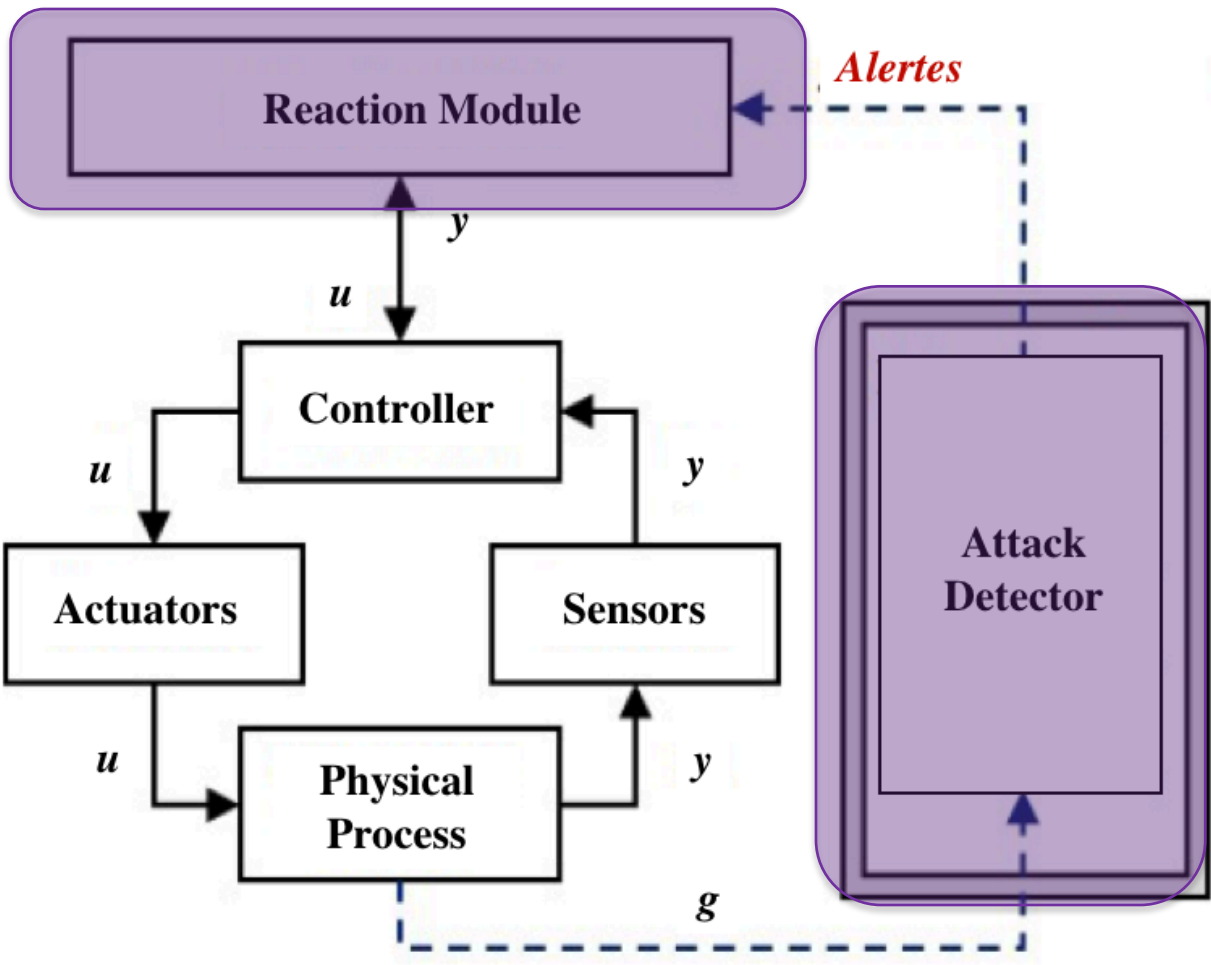 Alertes
Reaction Module
y
u
Controller
u
y
Attack
Detector
Actuators
Sensors
u
Physical
Process
y
g